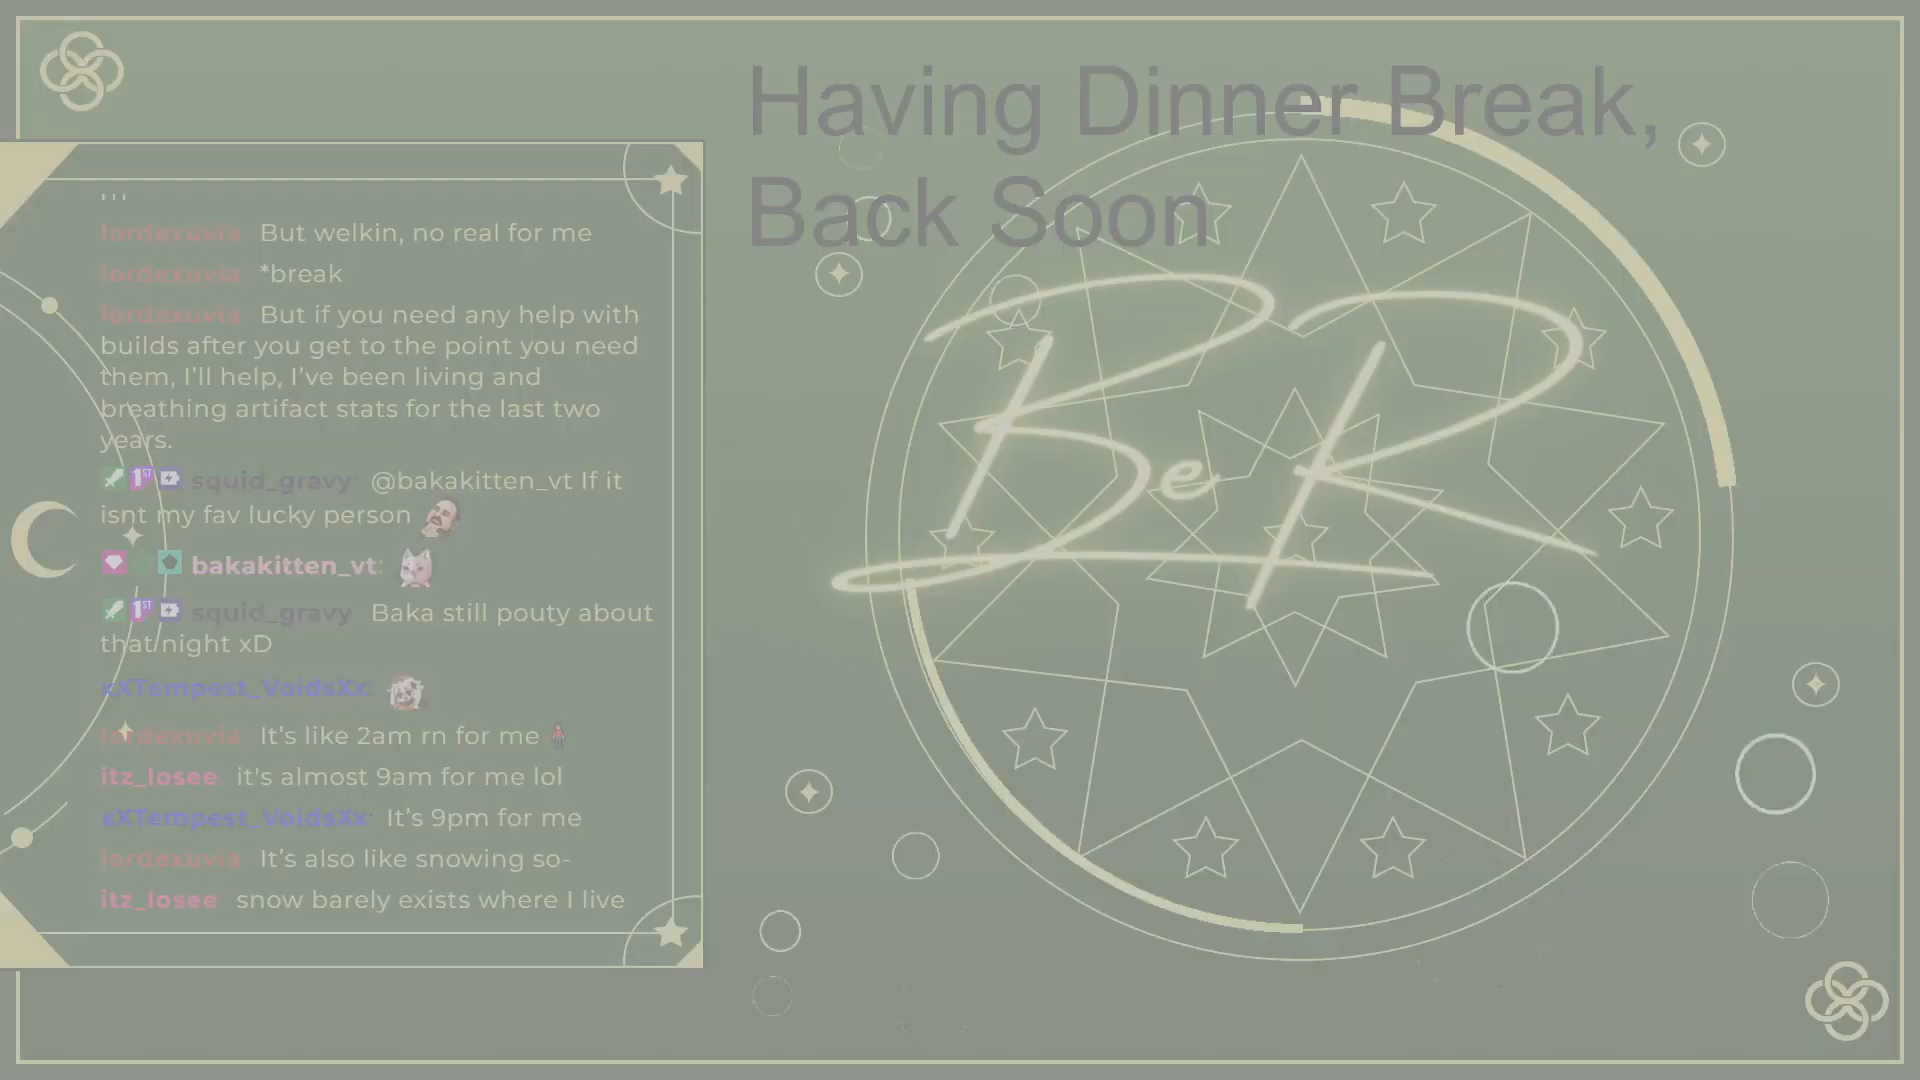 Having Dinner Break,
Back Soon
BeR
lordexuvia But welkin, no real for me
lordexuvia *break
lordexuvia But if you need any help with
builds after you get to the point you need
them, I’ll help, I’ve been living and
breathing artifact stats for the last two
years.
1ST squid_gravy: @bakakitten_vt If it
isnt my fav lucky person
bakakitten_vt:
1ST squid_gravy: Baka still pouty about
that night xD
xXTempest_VoidsXx:
lordexuvia It’s like 2am rn for me
itz_losee it's almost 9am for me lol
xXTempest_VoidsXx: It’s 9pm for me
lordexuvia It’s also like snowing so-
itz_losee snow barely exists where I live